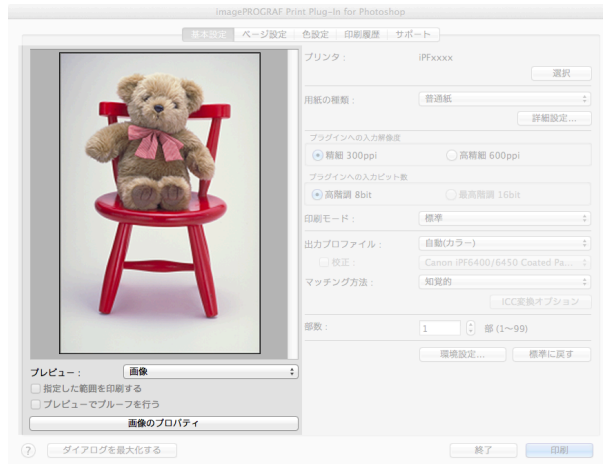 imagePROGRAF Print Plug-In for Photoshop
基本設定 ページ設定 色設定 印刷履歴 サポート
プリンタ： iPFxxxx
選択
用紙の種類： 普通紙
詳細設定...
プラグインへの入力解像度
精細 300ppi 高精細 600ppi
プラグインへの入力ビット数
高階調 8bit 最高階調 16bit
印刷モード： 標準
出力プロファイル： 自動(カラー)
校正： Canon iPF6400/6450 Coated Pa...
マッチング方法： 知覚的
ICC変換オプション
部数： 1 部 (1〜99)
環境設定... 標準に戻す
プレビュー： 画像
指定した範囲を印刷する
プレビューでプルーフを行う
画像のプロパティ
? ダイアログを最大化する 終了 印刷